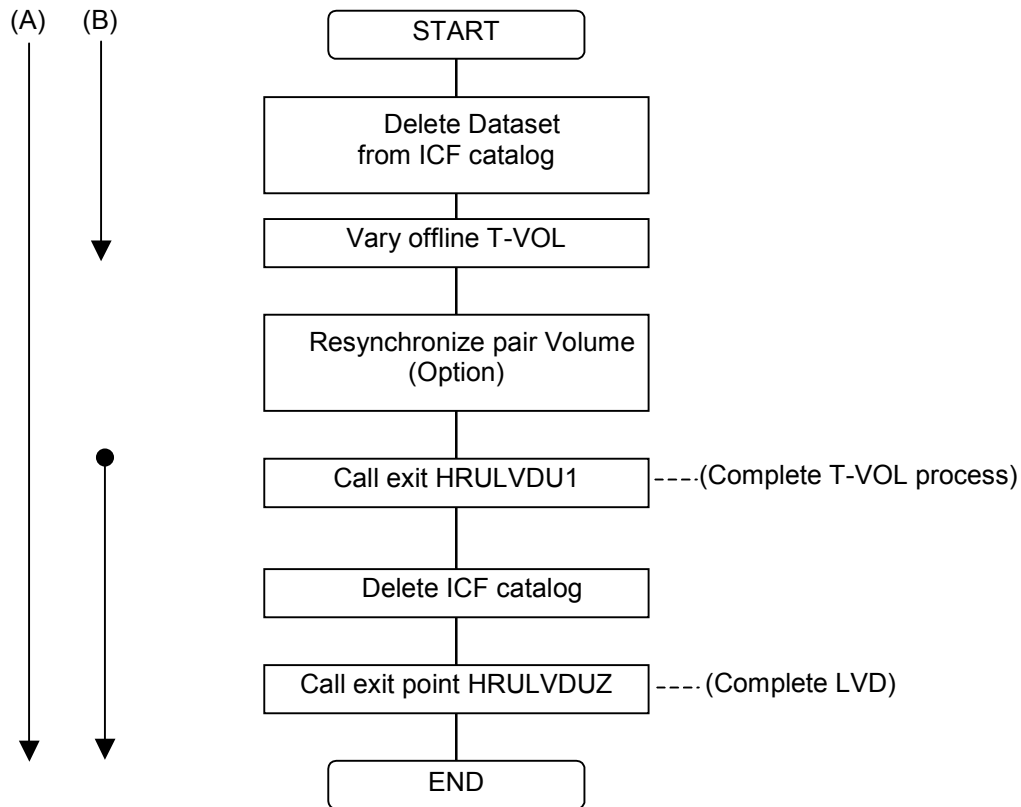 (A) (B)
START
Delete Dataset
from ICF catalog
Vary offline T-VOL
Resynchronize pair Volume
(Option)
Call exit HRULVDU1 (Complete T-VOL process)
Delete ICF catalog
Call exit point HRULVDUZ (Complete LVD)
END